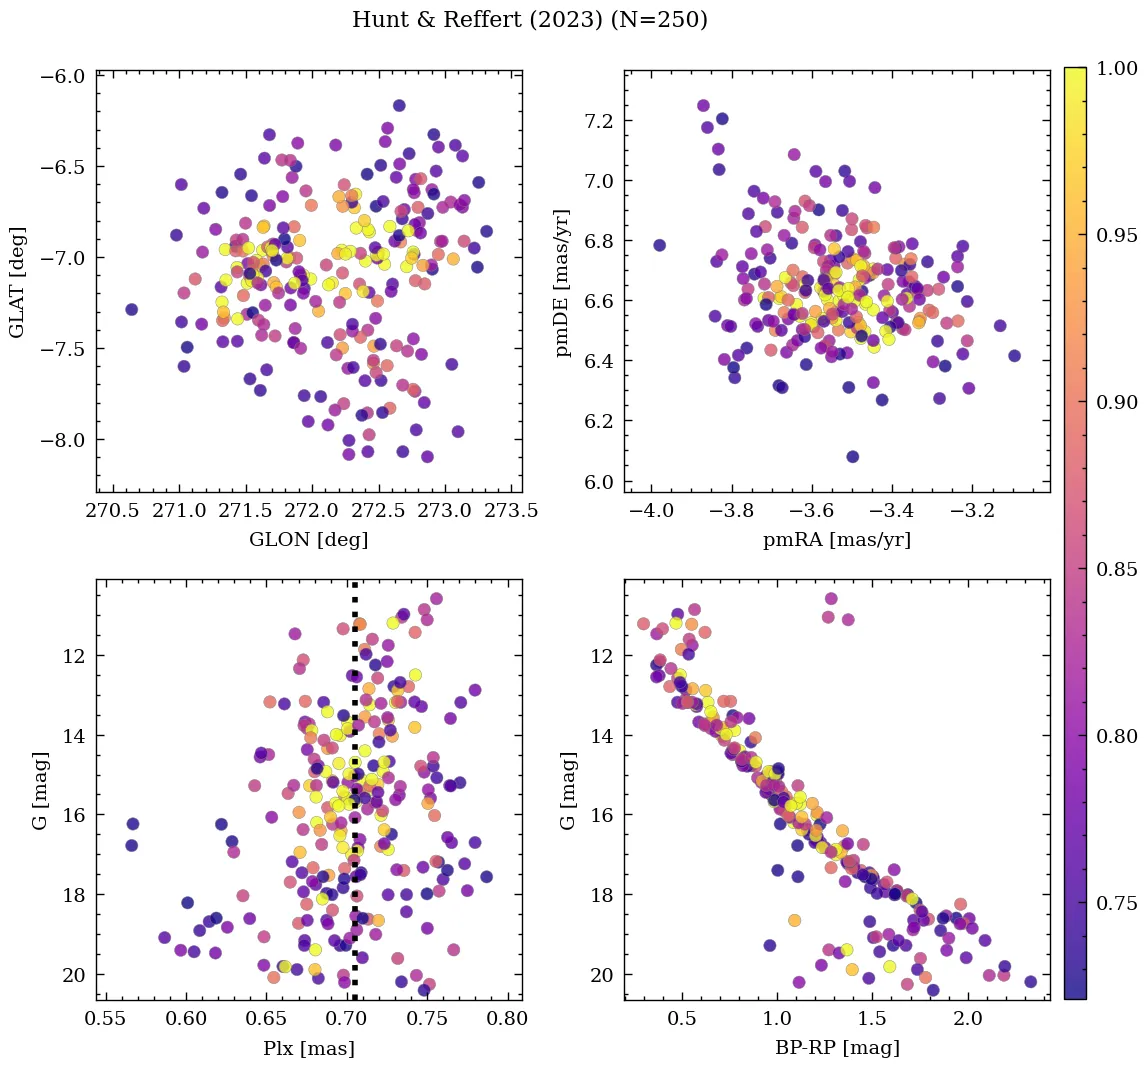 Hunt & Reffert (2023) (N=250)
−6.0
−6.5
−7.0
−7.5
−8.0
GLAT [deg]
270.5 271.0 271.5 272.0 272.5 273.0 273.5
GLON [deg]
7.2
7.0
6.8
6.6
6.4
6.2
6.0
pmDE [mas/yr]
−4.0 −3.8 −3.6 −3.4 −3.2
pmRA [mas/yr]
12
14
16
18
20
G [mag]
0.55 0.60 0.65 0.70 0.75 0.80
Plx [mas]
12
14
16
18
20
G [mag]
0.5 1.0 1.5 2.0
BP-RP [mag]
1.00
0.95
0.90
0.85
0.80
0.75